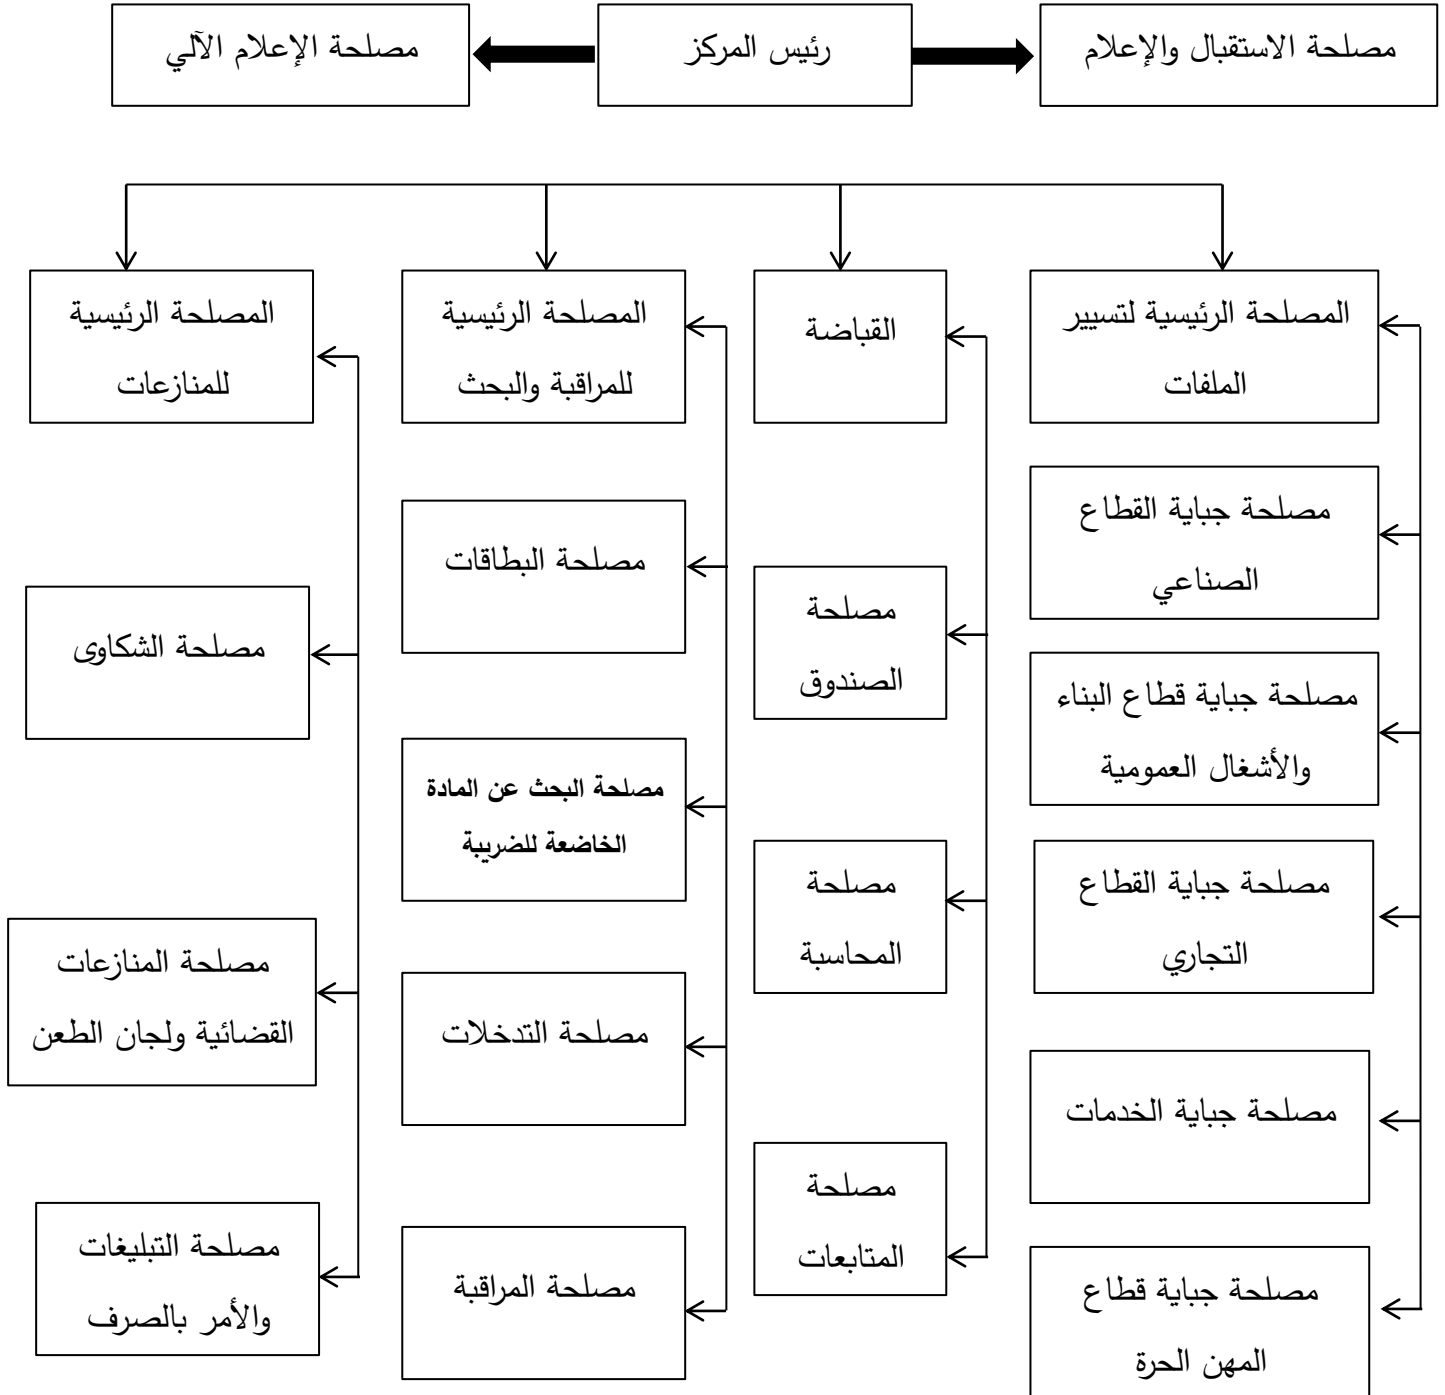 مصلحة الاستقبال والإعلام
رئيس المركز
مصلحة الإعلام الآلي
المصلحة الرئيسية لتسيير
الملفات
مصلحة جباية القطاع
الصناعي
مصلحة جباية قطاع البناء
والأشغال العمومية
مصلحة جباية القطاع
التجاري
مصلحة جباية الخدمات
مصلحة جباية قطاع
المهن الحرة
القباضة
مصلحة
الصندوق
مصلحة
المحاسبة
مصلحة
المتابعات
المصلحة الرئيسية
للمراقبة والبحث
مصلحة البطاقات
مصلحة البحث عن المادة
الخاضعة للضريبة
مصلحة التدخلات
مصلحة المراقبة
المصلحة الرئيسية
للمنازعات
مصلحة الشكاوى
مصلحة المنازعات
القضائية ولجان الطعن
مصلحة التبليغات
والأمر بالصرف